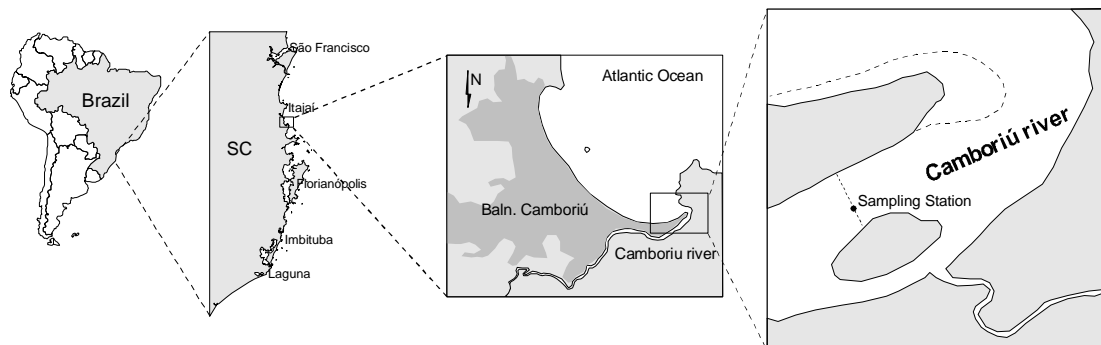 Brazil
São Francisco
Itajaí
SC
Florianópolis
Imbituba
Laguna
N
Atlantic Ocean
Baln. Camboriú
Camboriu river
Camboriú river
Sampling Station